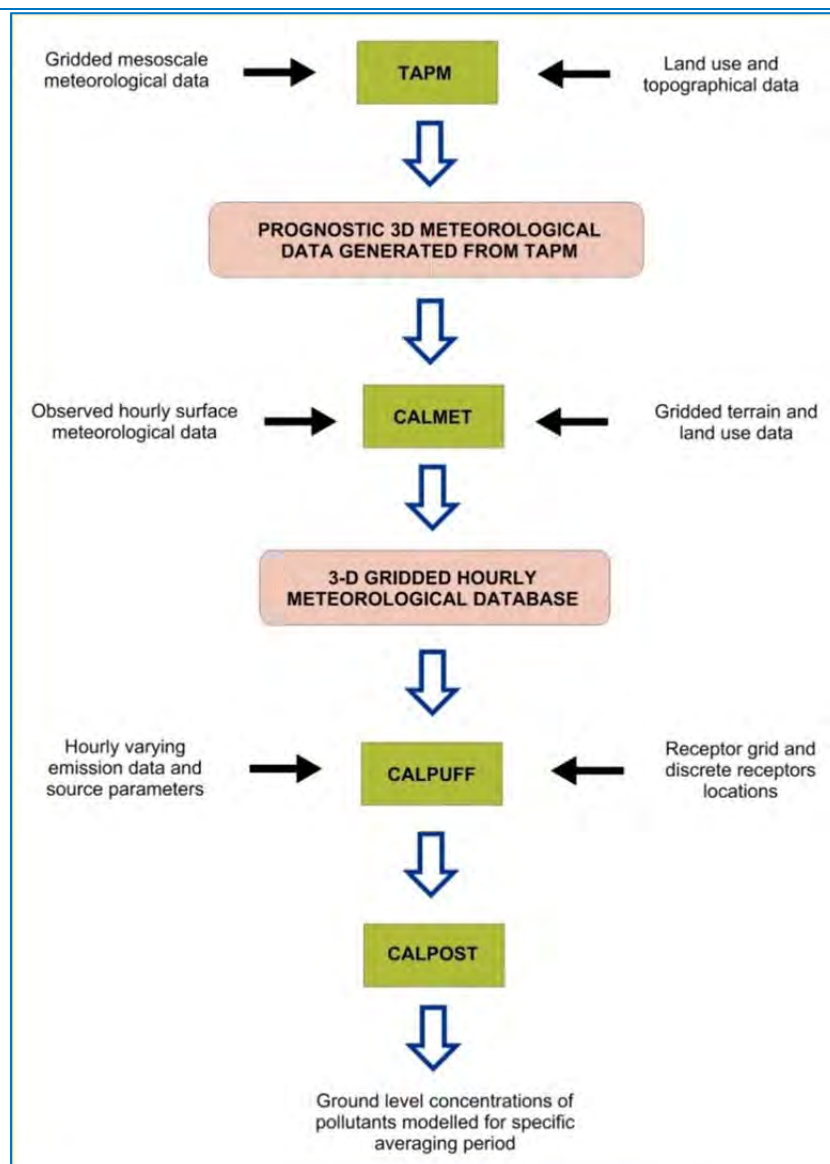 Gridded mesoscale
meteorological data
TAPM
Land use and
topographical data
PROGNOSTIC 3D METEOROLOGICAL
DATA GENERATED FROM TAPM
Observed hourly surface
meteorological data
CALMET
Gridded terrain and
land use data
3-D GRIDDED HOURLY
METEOROLOGICAL DATABASE
Hourly varying
emission data and
source parameters
CALPUFF
Receptor grid and
discrete receptors
locations
CALPOST
Ground level concentrations of
pollutants modelled for specific
averaging period